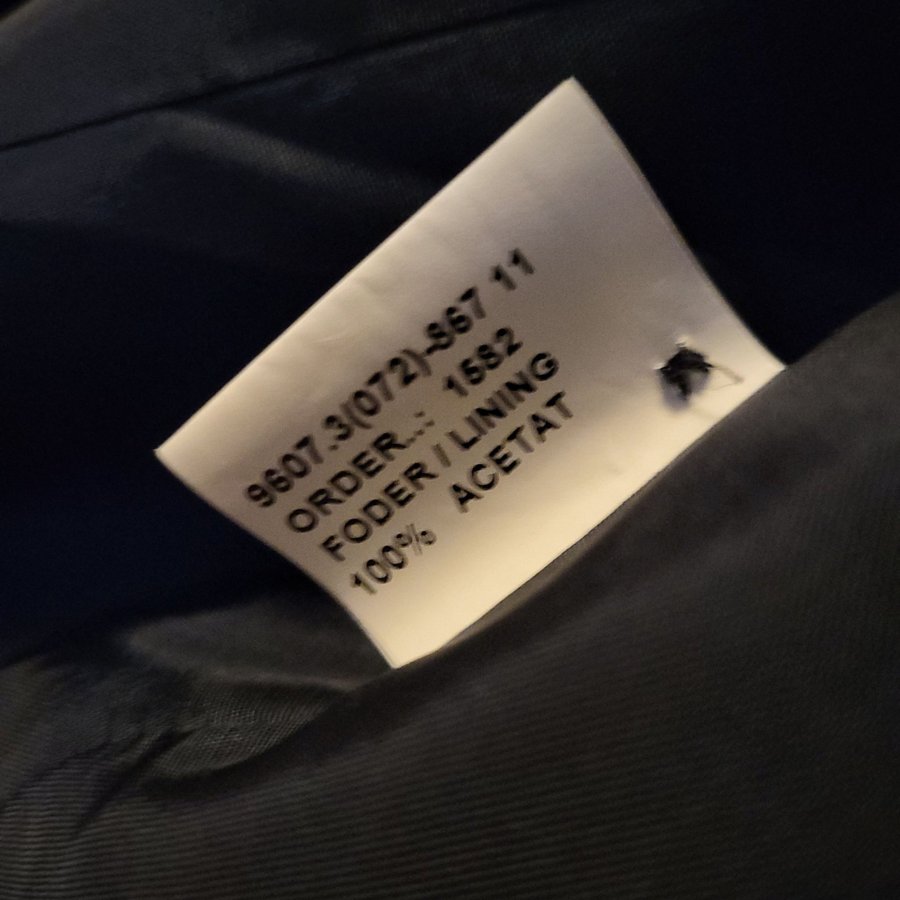 9607.3(072)-867 11
ORDER..: 1582
FODER / LINING
100% ACETAT